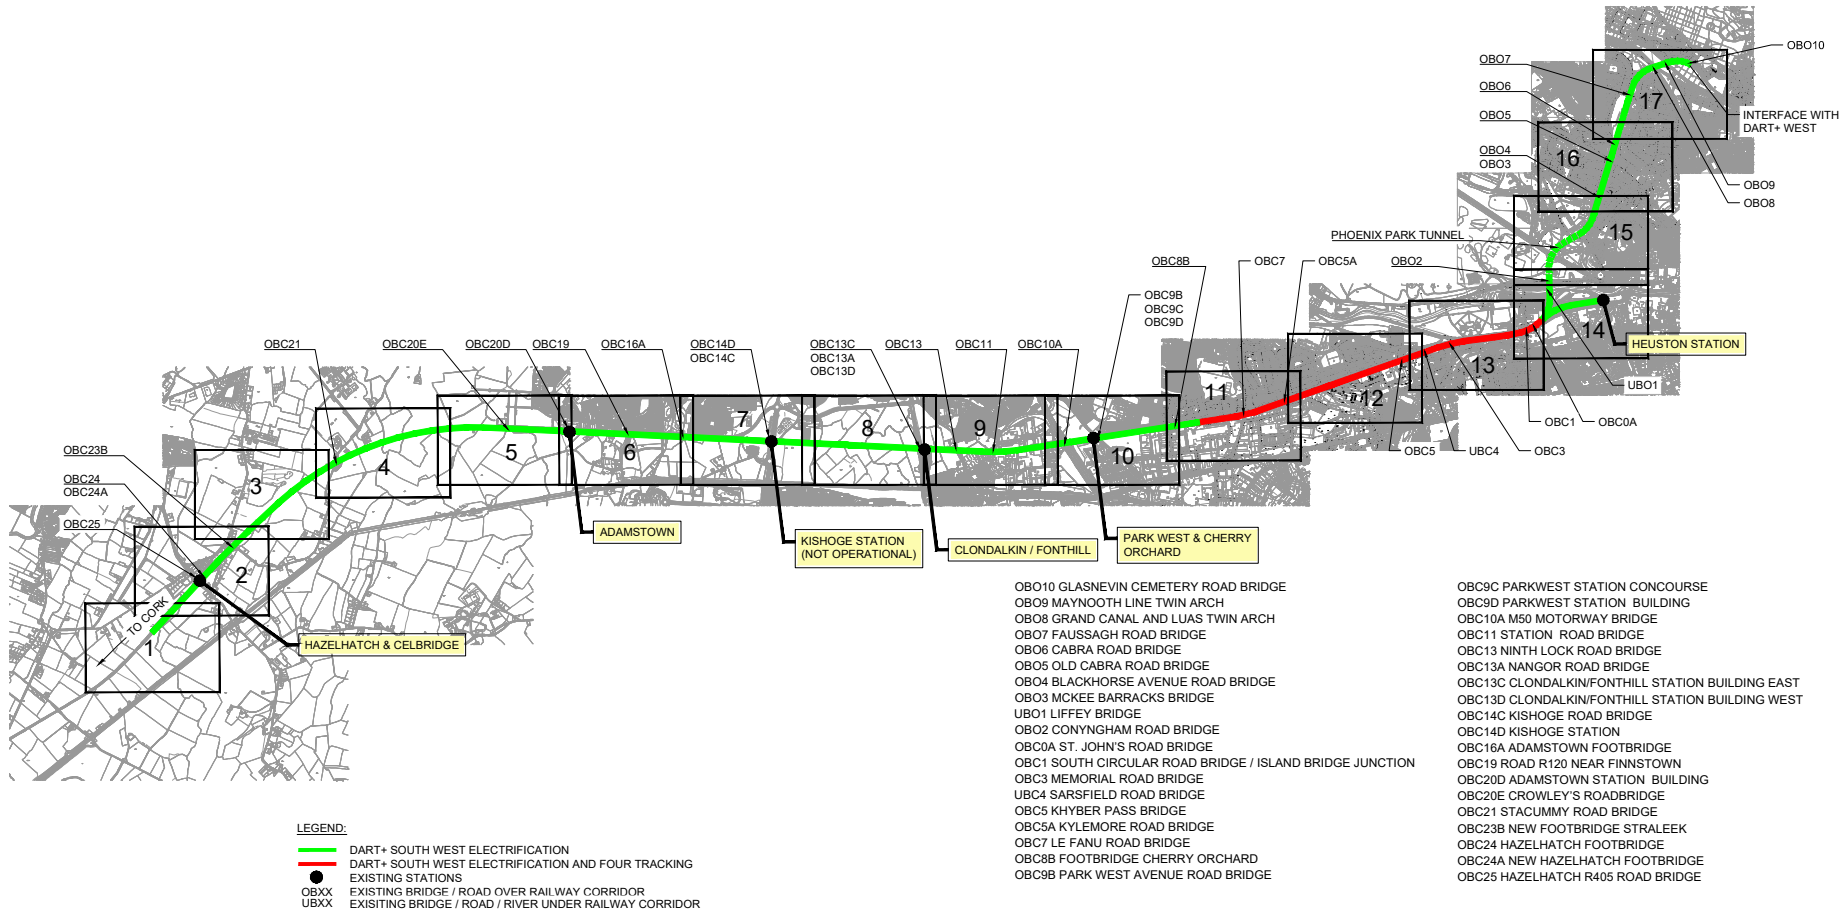 OBO10
OBO7
OBO6
17
INTERFACE WITH
DART+ WEST
OBO5
16
OBO4
OBO3
OBO9
OBO8
15
PHOENIX PARK TUNNEL
OBO2
OBC8B
OBC7
OBC5A
OBC9B
OBC9C
OBC9D
14
HEUSTON STATION
UBO1
13
OBC1
OBC0A
OBC5
UBC4
OBC3
12
11
OBC21
OBC20E
OBC20D
OBC19
OBC16A
OBC14D
OBC14C
OBC13C
OBC13A
OBC13D
OBC13
OBC11
OBC10A
10
9
8
7
6
5
4
3
OBC23B
OBC24
OBC24A
OBC25
2
TO CORK
1
HAZELHATCH & CELBRIDGE
ADAMSTOWN
KISHOGE STATION
(NOT OPERATIONAL)
CLONDALKIN / FONTHILL
PARK WEST & CHERRY
ORCHARD
OBO10 GLASNEVIN CEMETERY ROAD BRIDGE
OBO9 MAYNOOTH LINE TWIN ARCH
OBO8 GRAND CANAL AND LUAS TWIN ARCH
OBO7 FAUSSAGH ROAD BRIDGE
OBO6 CABRA ROAD BRIDGE
OBO5 OLD CABRA ROAD BRIDGE
OBO4 BLACKHORSE AVENUE ROAD BRIDGE
OBO3 MCKEE BARRACKS BRIDGE
UBO1 LIFFEY BRIDGE
OBO2 CONYNGHAM ROAD BRIDGE
OBC0A ST. JOHN'S ROAD BRIDGE
OBC1 SOUTH CIRCULAR ROAD BRIDGE / ISLAND BRIDGE JUNCTION
OBC3 MEMORIAL ROAD BRIDGE
UBC4 SARSFIELD ROAD BRIDGE
OBC5 KHYBER PASS BRIDGE
OBC5A KYLEMORE ROAD BRIDGE
OBC7 LE FANU ROAD BRIDGE
OBC8B FOOTBRIDGE CHERRY ORCHARD
OBC9B PARK WEST AVENUE ROAD BRIDGE
OBC9C PARKWEST STATION CONCOURSE
OBC9D PARKWEST STATION BUILDING
OBC10A M50 MOTORWAY BRIDGE
OBC11 STATION ROAD BRIDGE
OBC13 NINTH LOCK ROAD BRIDGE
OBC13A NANGOR ROAD BRIDGE
OBC13C CLONDALKIN/FONTHILL STATION BUILDING EAST
OBC13D CLONDALKIN/FONTHILL STATION BUILDING WEST
OBC14C KISHOGE ROAD BRIDGE
OBC14D KISHOGE STATION
OBC16A ADAMSTOWN FOOTBRIDGE
OBC19 ROAD R120 NEAR FINNSTOWN
OBC20D ADAMSTOWN STATION BUILDING
OBC20E CROWLEY'S ROADBRIDGE
OBC21 STACUMMY ROAD BRIDGE
OBC23B NEW FOOTBRIDGE STRALEEK
OBC24 HAZELHATCH FOOTBRIDGE
OBC24A NEW HAZELHATCH FOOTBRIDGE
OBC25 HAZELHATCH R405 ROAD BRIDGE
LEGEND:
DART+ SOUTH WEST ELECTRIFICATION
DART+ SOUTH WEST ELECTRIFICATION AND FOUR TRACKING
EXISTING STATIONS
OBXX EXISTING BRIDGE / ROAD OVER RAILWAY CORRIDOR
UBXX EXISITING BRIDGE / ROAD / RIVER UNDER RAILWAY CORRIDOR